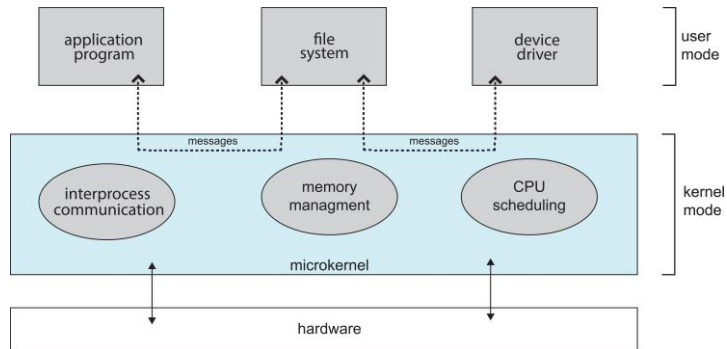 application
program
file
system
device
driver
user
mode
messages
messages
interprocess
communication
memory
managment
CPU
scheduling
kernel
mode
microkernel
hardware